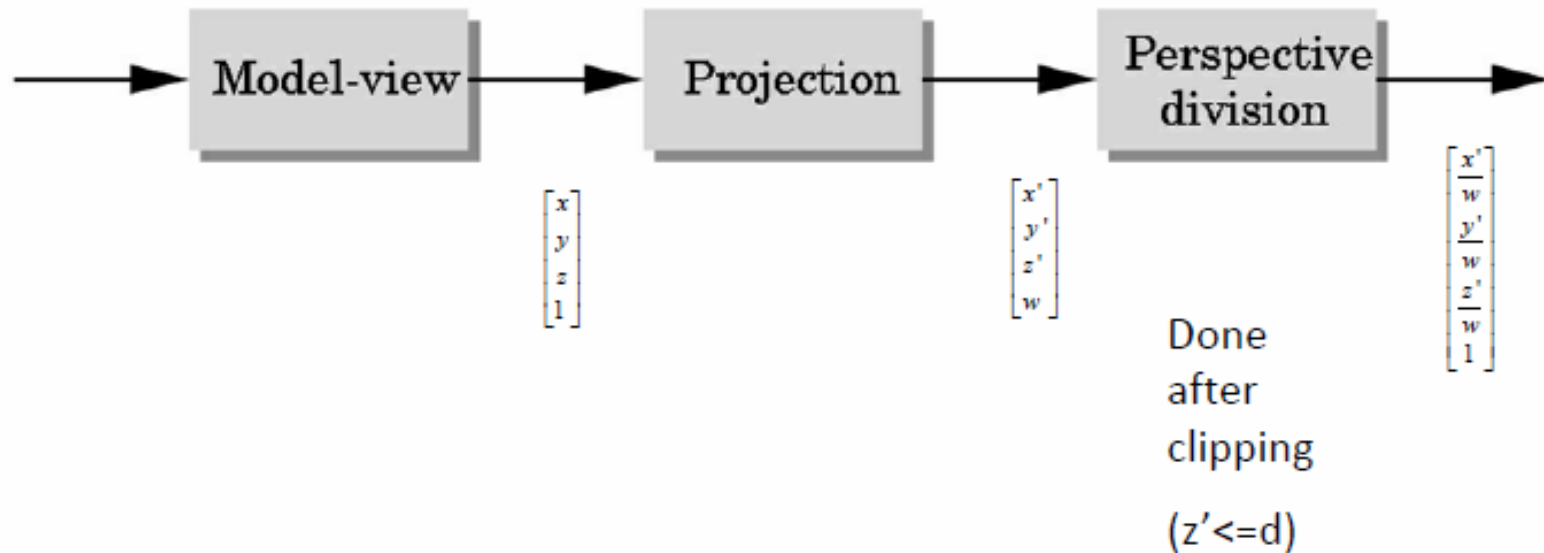 Model-view
Projection
Perspective
division
[x
y
z
1]
[x'
y'
z'
w]
[x'/w
y'/w
z'/w
1]
Done
after
clipping
(z’<=d)